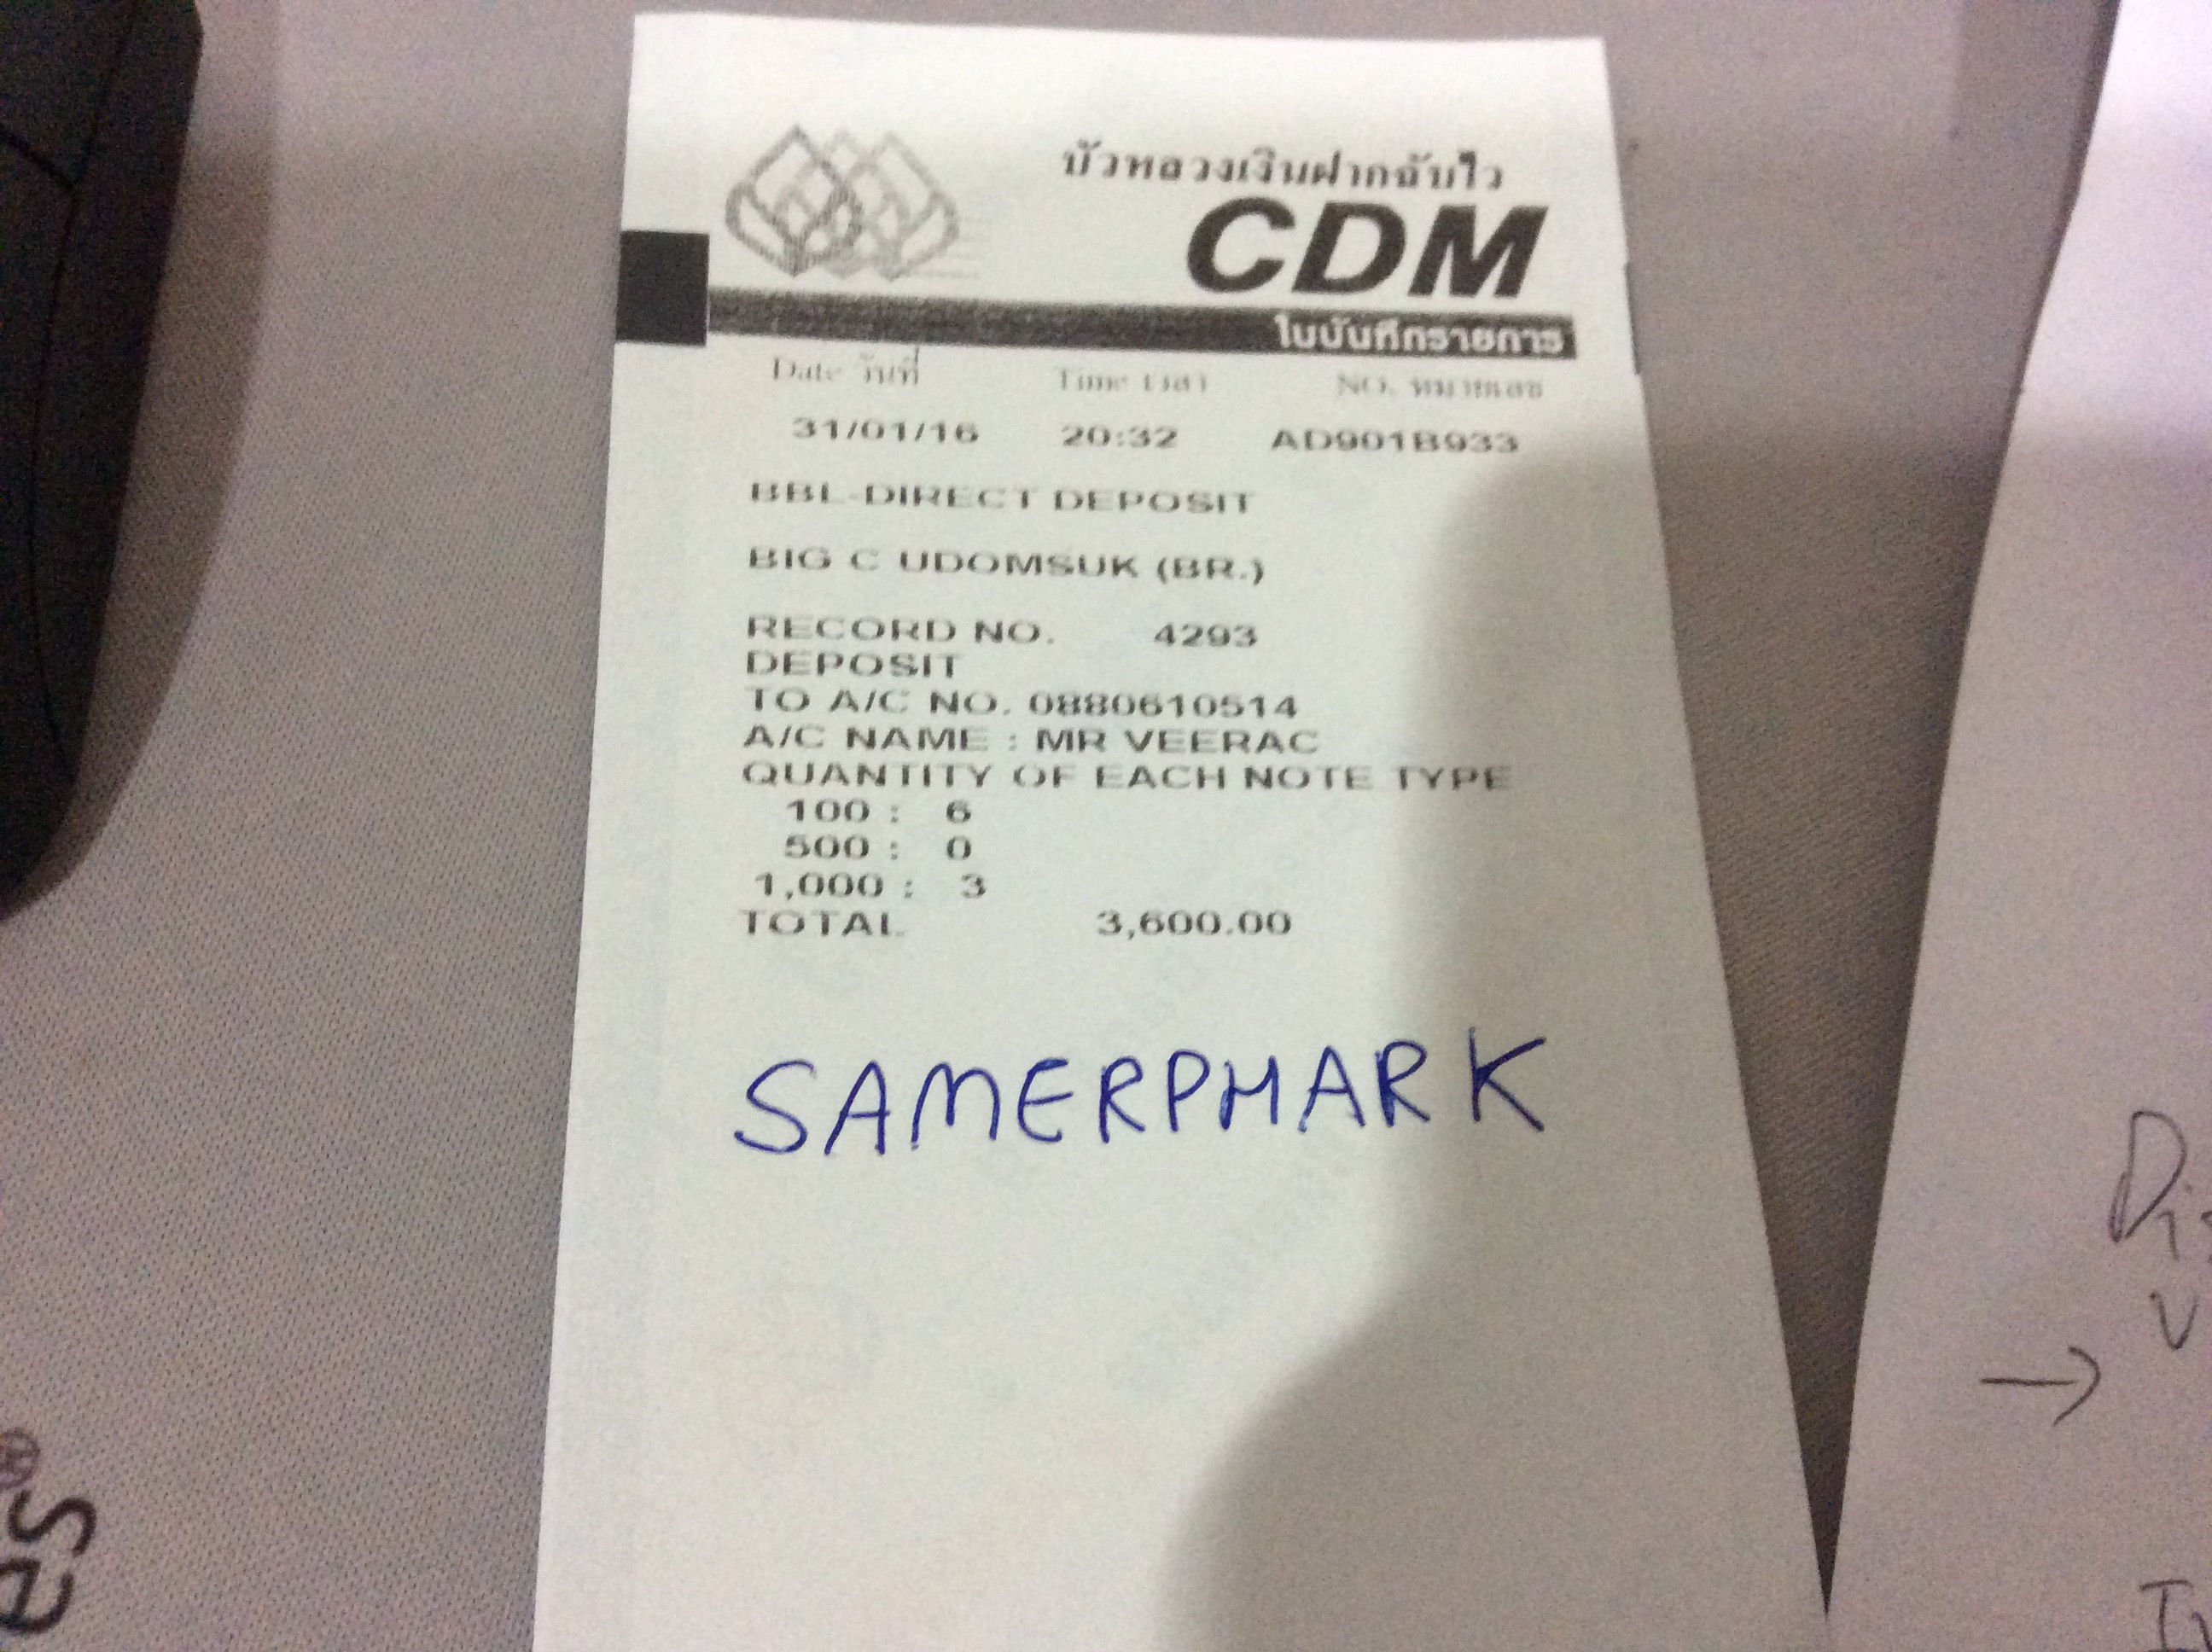 บัวหลวงเงินฝากฉับไว
CDM
ใบบันทึกรายการ
Date วันที่ Time เวลา NO. หมายเลข
31/01/16 20:32 AD901B933
BBL-DIRECT DEPOSIT
BIG C UDOMSUK (BR.)
RECORD NO. 4293
DEPOSIT
TO A/C NO. 0880610514
A/C NAME : MR VEERAC
QUANTITY OF EACH NOTE TYPE
100 : 6
500 : 0
1,000 : 3
TOTAL 3,600.00
SAMERPHARK
es®